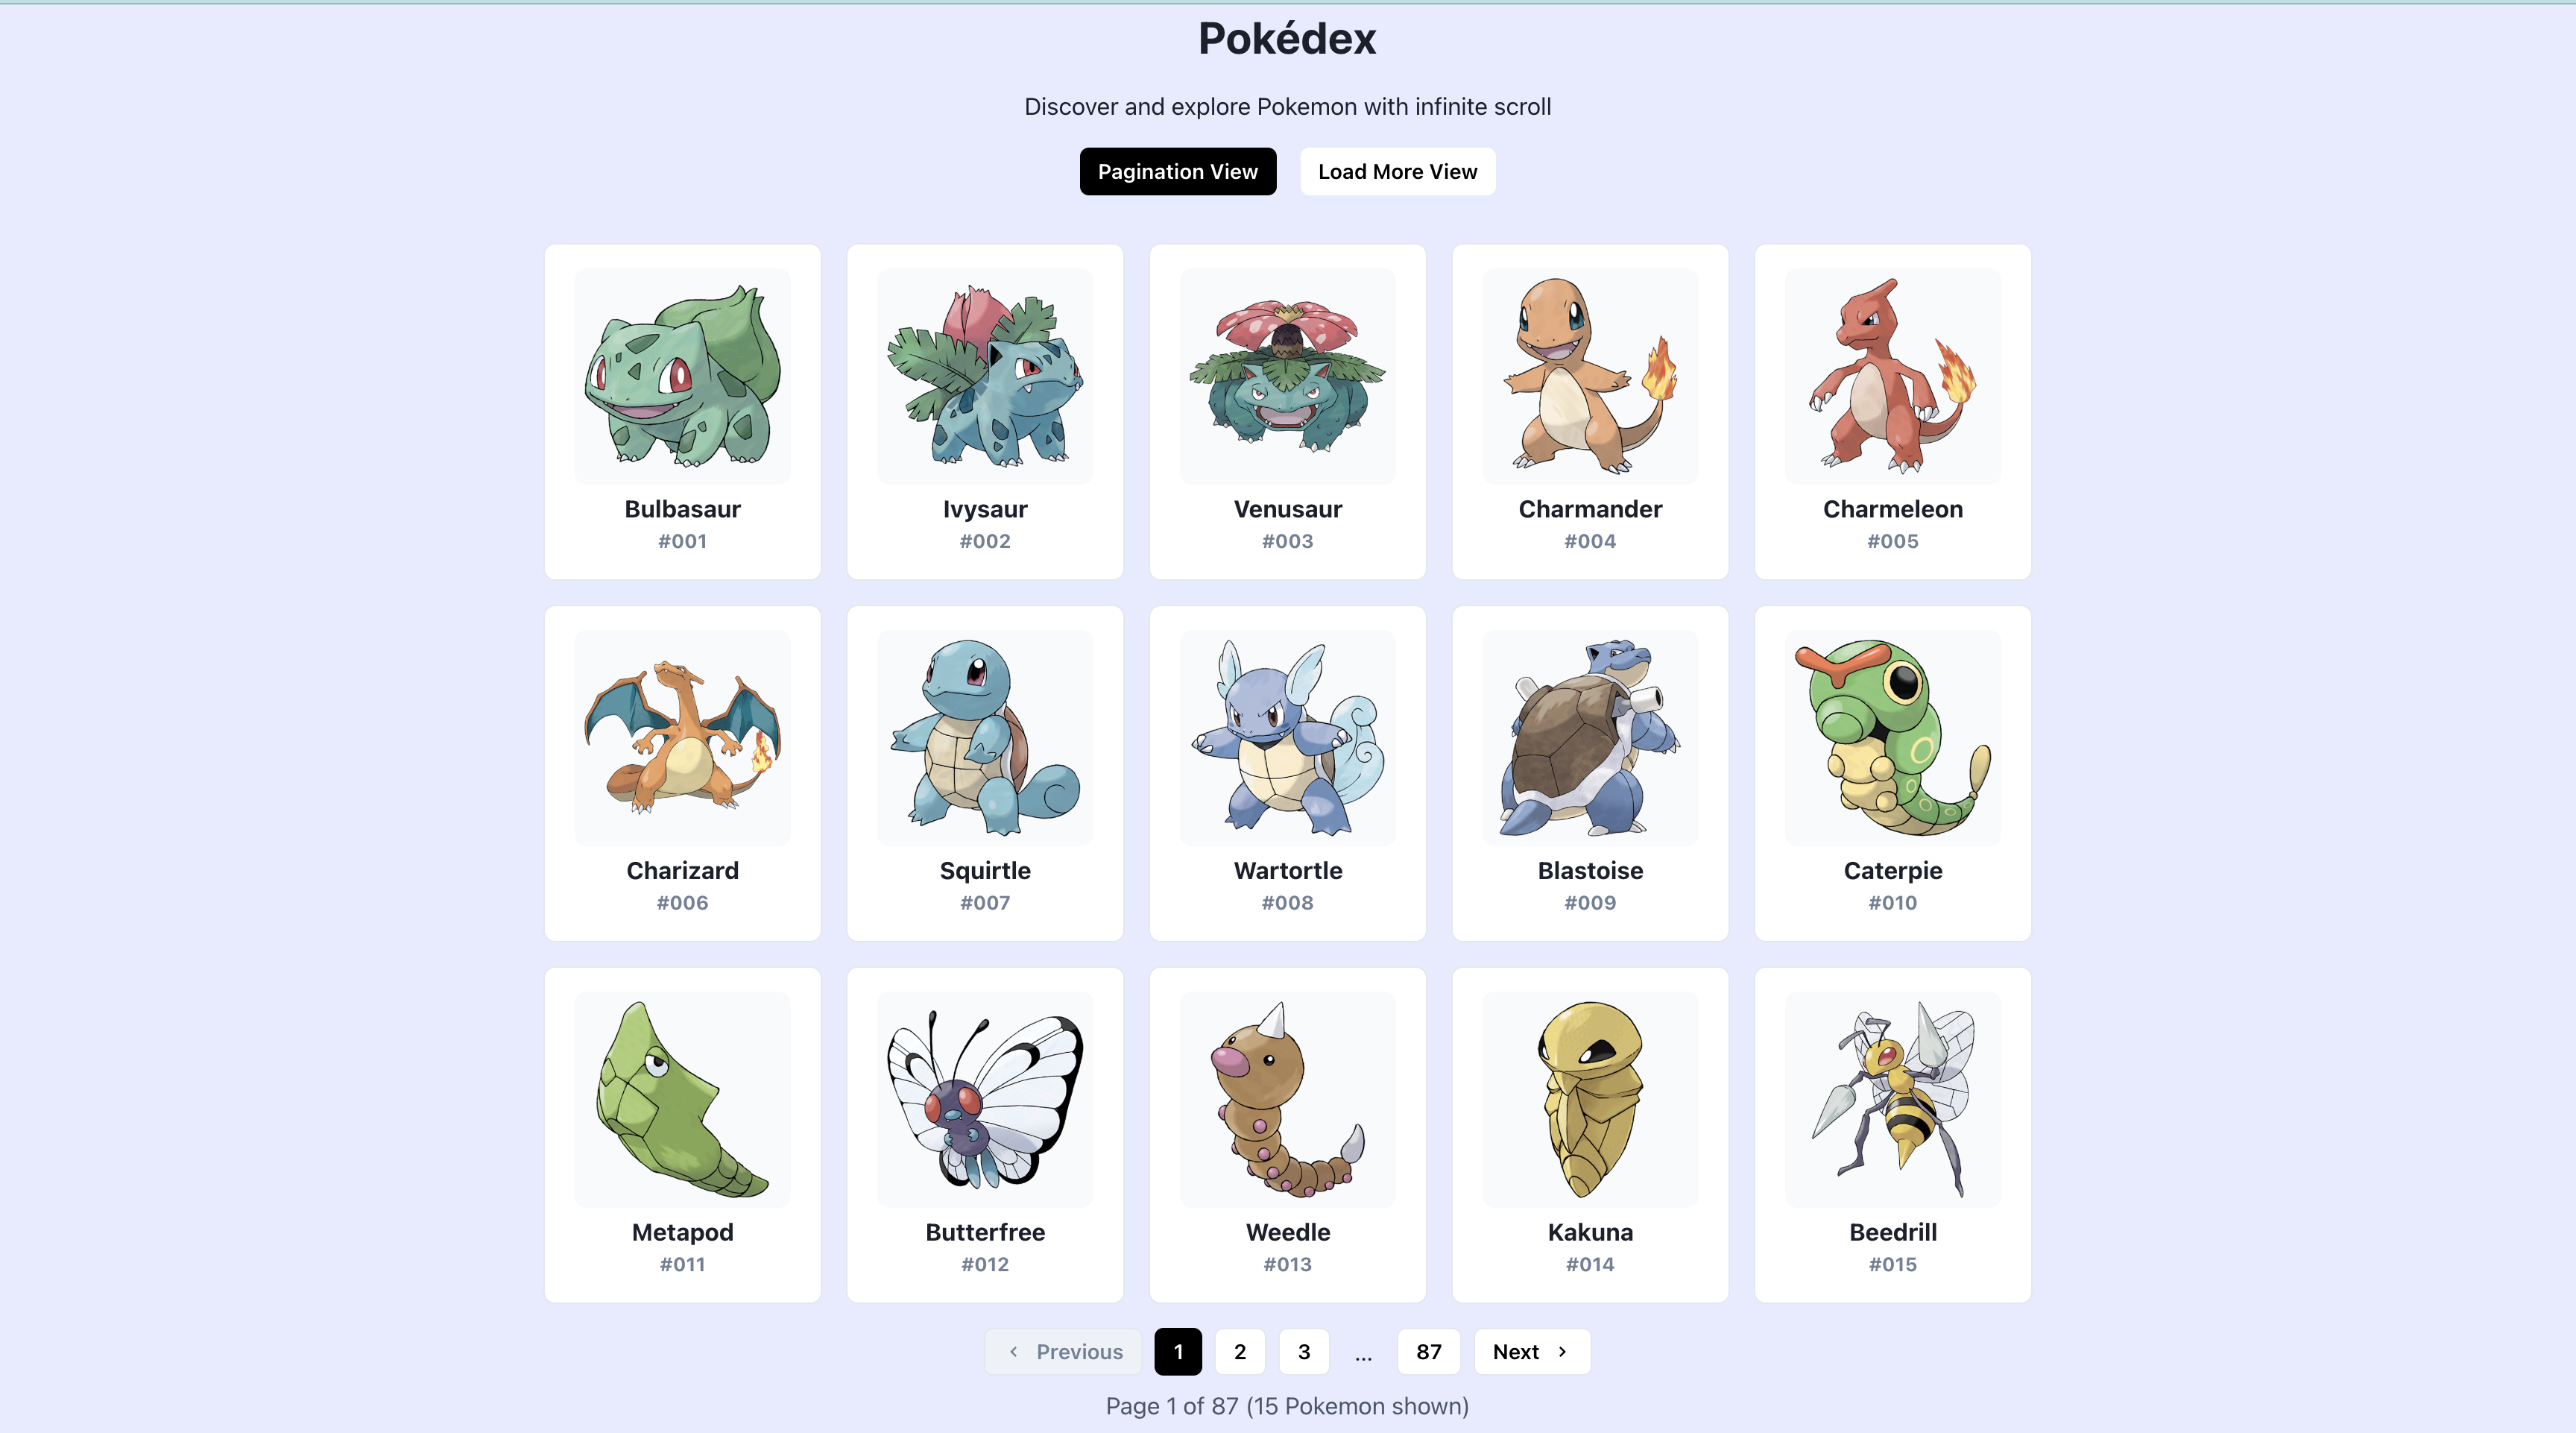 Pokédex
Discover and explore Pokemon with infinite scroll
Pagination View Load More View
Bulbasaur Ivysaur Venusaur Charmander Charmeleon
#001 #002 #003 #004 #005
Charizard Squirtle Wartortle Blastoise Caterpie
#006 #007 #008 #009 #010
Metapod Butterfree Weedle Kakuna Beedrill
#011 #012 #013 #014 #015
Previous 1 2 3 ... 87 Next
Page 1 of 87 (15 Pokemon shown)